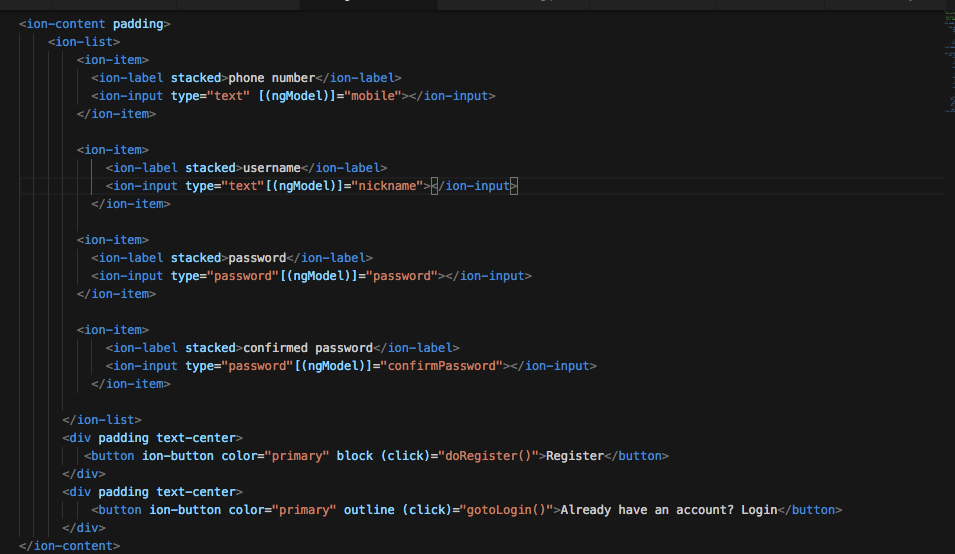 <ion-content padding>
<ion-list>
<ion-item>
<ion-label stacked>phone number</ion-label>
<ion-input type="text" [(ngModel)]="mobile"></ion-input>
</ion-item>
<ion-item>
<ion-label stacked>username</ion-label>
<ion-input type="text"[(ngModel)]="nickname"></ion-input>
</ion-item>
<ion-item>
<ion-label stacked>password</ion-label>
<ion-input type="password"[(ngModel)]="password"></ion-input>
</ion-item>
<ion-item>
<ion-label stacked>confirmed password</ion-label>
<ion-input type="password"[(ngModel)]="confirmPassword"></ion-input>
</ion-item>
</ion-list>
<div padding text-center>
<button ion-button color="primary" block (click)="doRegister()">Register</button>
</div>
<div padding text-center>
<button ion-button color="primary" outline (click)="gotoLogin()">Already have an account? Login</button>
</div>
</ion-content>